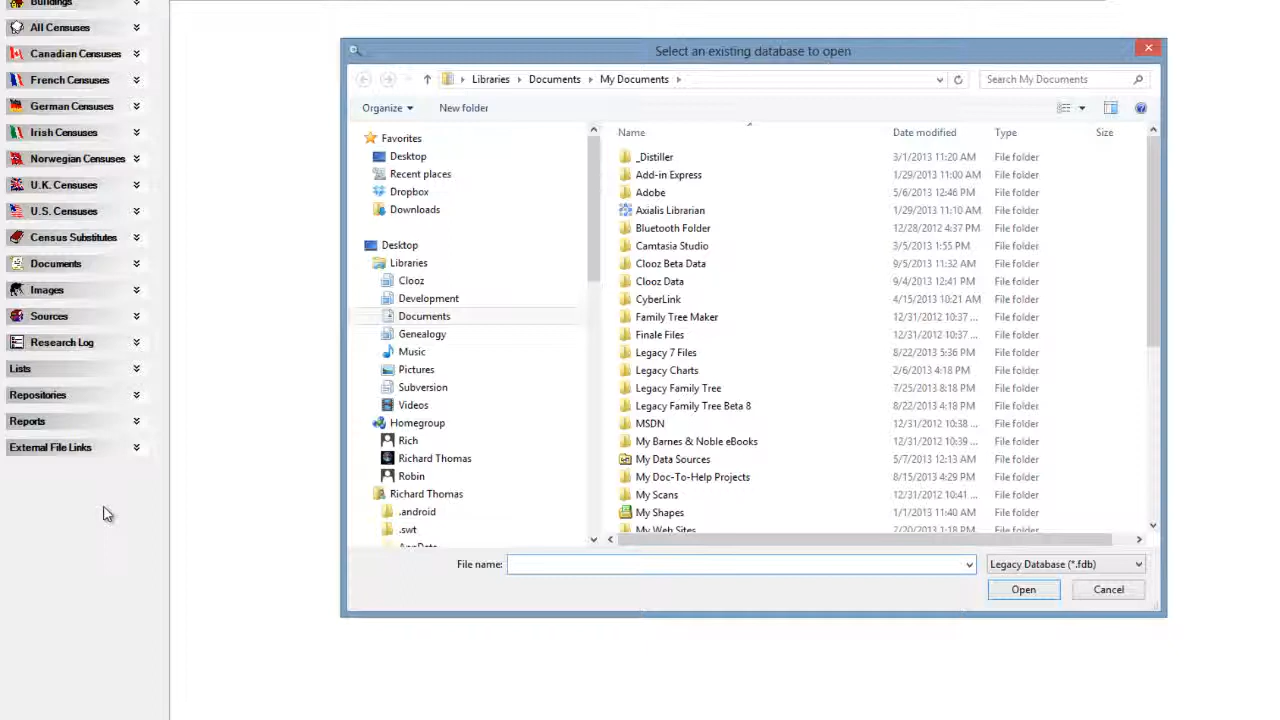 Buildings
All Censuses
Canadian Censuses
French Censuses
German Censuses
Irish Censuses
Norwegian Censuses
U.K. Censuses
U.S. Censuses
Census Substitutes
Documents
Images
Sources
Research Log
Lists
Repositories
Reports
External File Links
Select an existing database to open
Libraries Documents My Documents Search My Documents
Organize New folder
Favorites
Desktop
Recent places
Dropbox
Downloads
Desktop
Libraries
Clooz
Development
Documents
Genealogy
Music
Pictures
Subversion
Videos
Homegroup
Rich
Richard Thomas
Robin
Richard Thomas
.android
.swt
AppData
Name Date modified Type Size
_Distiller 3/1/2013 11:20 AM File folder
Add-in Express 1/29/2013 11:00 AM File folder
Adobe 5/6/2013 12:46 PM File folder
Axialis Librarian 1/29/2013 11:10 AM File folder
Bluetooth Folder 12/28/2012 4:37 PM File folder
Camtasia Studio 3/5/2013 1:55 PM File folder
Clooz Beta Data 9/5/2013 11:32 AM File folder
Clooz Data 9/4/2013 12:41 PM File folder
CyberLink 4/15/2013 10:21 AM File folder
Family Tree Maker 12/31/2012 10:37 ... File folder
Finale Files 12/31/2012 10:37 ... File folder
Legacy 7 Files 8/22/2013 5:36 PM File folder
Legacy Charts 2/6/2013 4:18 PM File folder
Legacy Family Tree 7/25/2013 8:18 PM File folder
Legacy Family Tree Beta 8 8/22/2013 4:18 PM File folder
MSDN 12/31/2012 10:38 ... File folder
My Barnes & Noble eBooks 12/31/2012 10:39 ... File folder
My Data Sources 5/7/2013 12:13 AM File folder
My Doc-To-Help Projects 8/15/2013 4:29 PM File folder
My Scans 12/31/2012 10:41 ... File folder
My Shapes 1/1/2013 11:40 AM File folder
My Web Sites 2/20/2013 1:18 PM File folder
File name: Legacy Database (*.fdb)
Open Cancel